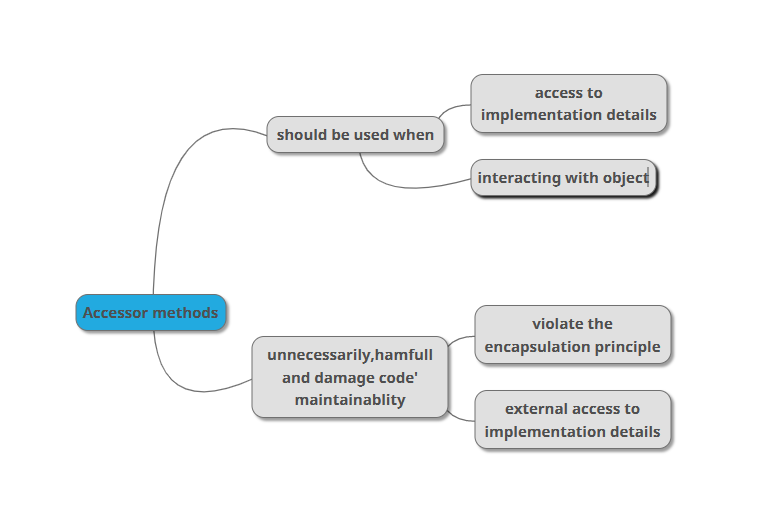 access to
implementation details
should be used when
interacting with object
Accessor methods
violate the
encapsulation principle
unnecessarily,hamfull
and damage code'
maintainablity
external access to
implementation details